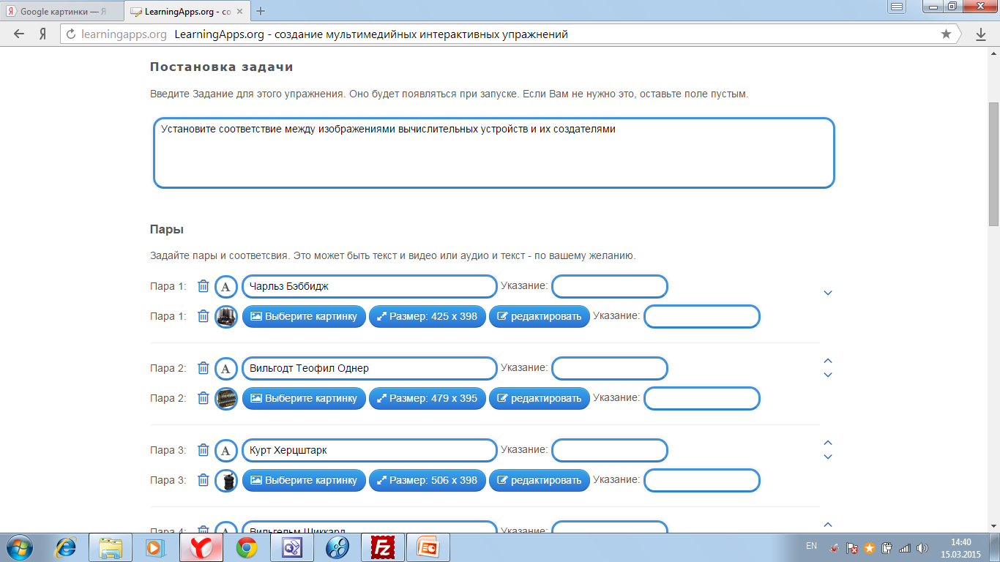 Google картинки — Я
LearningApps.org - со
learningapps.org LearningApps.org - создание мультимедийных интерактивных упражнений
Постановка задачи
Введите Задание для этого упражнения. Оно будет появляться при запуске. Если Вам не нужно это, оставьте поле пустым.
Установите соответствие между изображениями вычислительных устройств и их создателями
Пары
Задайте пары и соответсвия. Это может быть текст и видео или аудио и текст - по вашему желанию.
Пара 1: A Чарльз Бэббидж Указание:
Пара 1: Выберите картинку Размер: 425 x 398 редактировать Указание:
Пара 2: A Вильгодт Теофил Однер Указание:
Пара 2: Выберите картинку Размер: 479 x 395 редактировать Указание:
Пара 3: A Курт Херцштарк Указание:
Пара 3: Выберите картинку Размер: 506 x 398 редактировать Указание:
Пара 4: A Вильгельм Шиккард Указание:
EN 14:40
15.03.2015